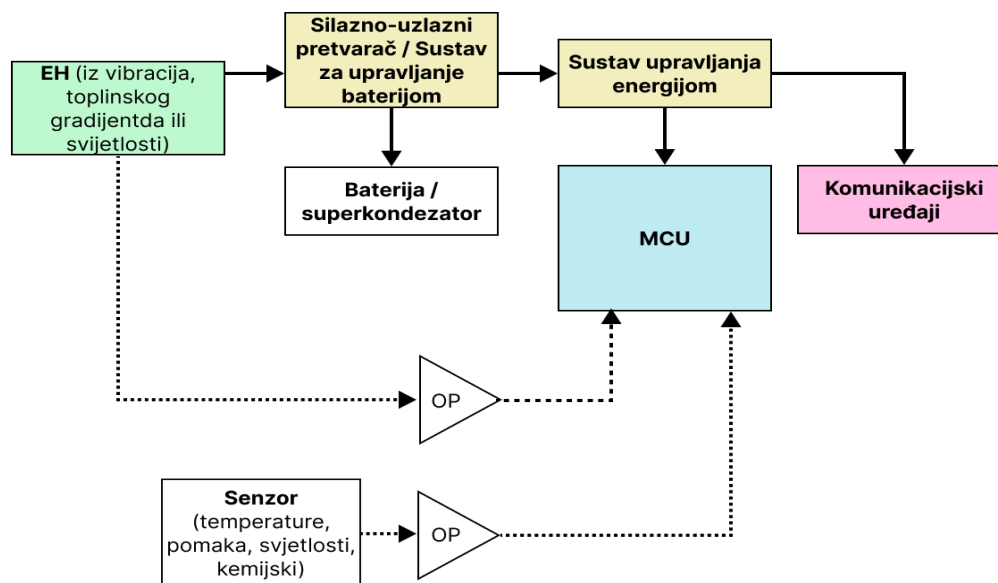 EH (iz vibracija,
toplinskog
gradijentda ili
svijetlosti)
Silazno-uzlazni
pretvarač / Sustav
za upravljanje
baterijom
Sustav upravljanja
energijom
Baterija /
superkondezator
MCU
Komunikacijski
uređaji
OP
Senzor
(temperature,
pomaka, svjetlosti,
kemijski)
OP